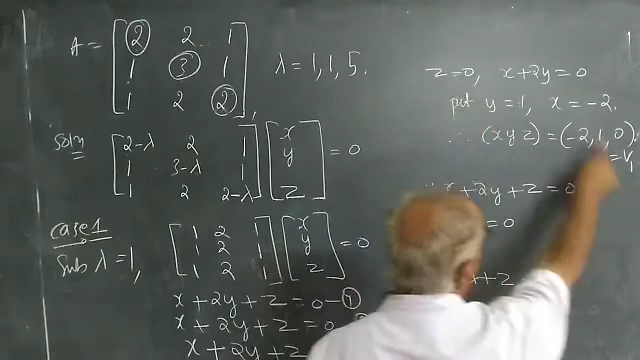 A = [ 2 2 1
1 3 1
1 2 2 ], λ = 1, 1, 5.
Soln [ 2-λ 2 1
1 3-λ 1
1 2 2-λ ] [ x
y
z ] = 0
Case 1
Sub λ = 1, [ 1 2 1
1 2 1
1 2 1 ] [ x
y
z ] = 0
x + 2y + z = 0 — 1
x + 2y + z = 0
x + 2y + z
z = 0, x + 2y = 0
put y = 1, x = -2.
∴ (x y z) = (-2, 1, 0).
= V1
x + 2y + z = 0
= 0
x + z